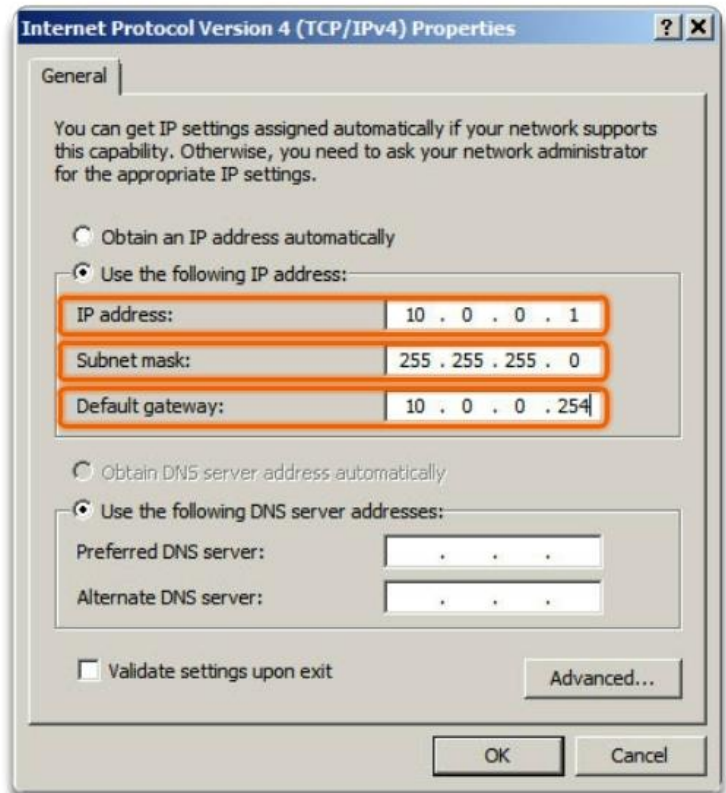 Internet Protocol Version 4 (TCP/IPv4) Properties
General
You can get IP settings assigned automatically if your network supports
this capability. Otherwise, you need to ask your network administrator
for the appropriate IP settings.
Obtain an IP address automatically
Use the following IP address:
IP address: 10 . 0 . 0 . 1
Subnet mask: 255 . 255 . 255 . 0
Default gateway: 10 . 0 . 0 . 254
Obtain DNS server address automatically
Use the following DNS server addresses:
Preferred DNS server: . . .
Alternate DNS server: . . .
Validate settings upon exit
Advanced...
OK Cancel